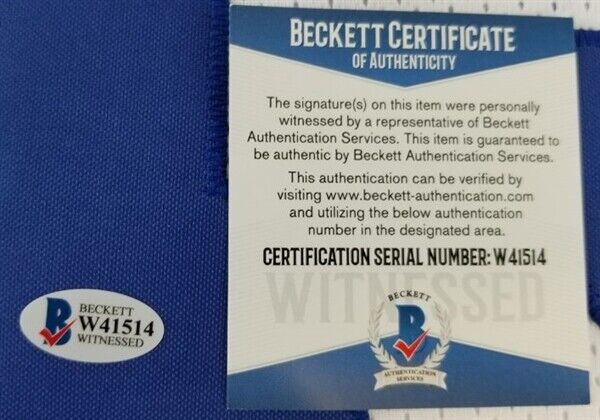 BECKETT CERTIFICATE
OF AUTHENTICITY
The signature(s) on this item were personally
witnessed by a representative of Beckett
Authentication Services. This item is guaranteed to
be authentic by Beckett Authentication Services.
This authentication can be verified by
visiting www.beckett-authentication.com
and utilizing the below authentication
number in the designated area.
CERTIFICATION SERIAL NUMBER: W41514
WITNESSED
BECKETT
B
AUTHENTICATION
SERVICES
B
BECKETT
W41514
WITNESSED